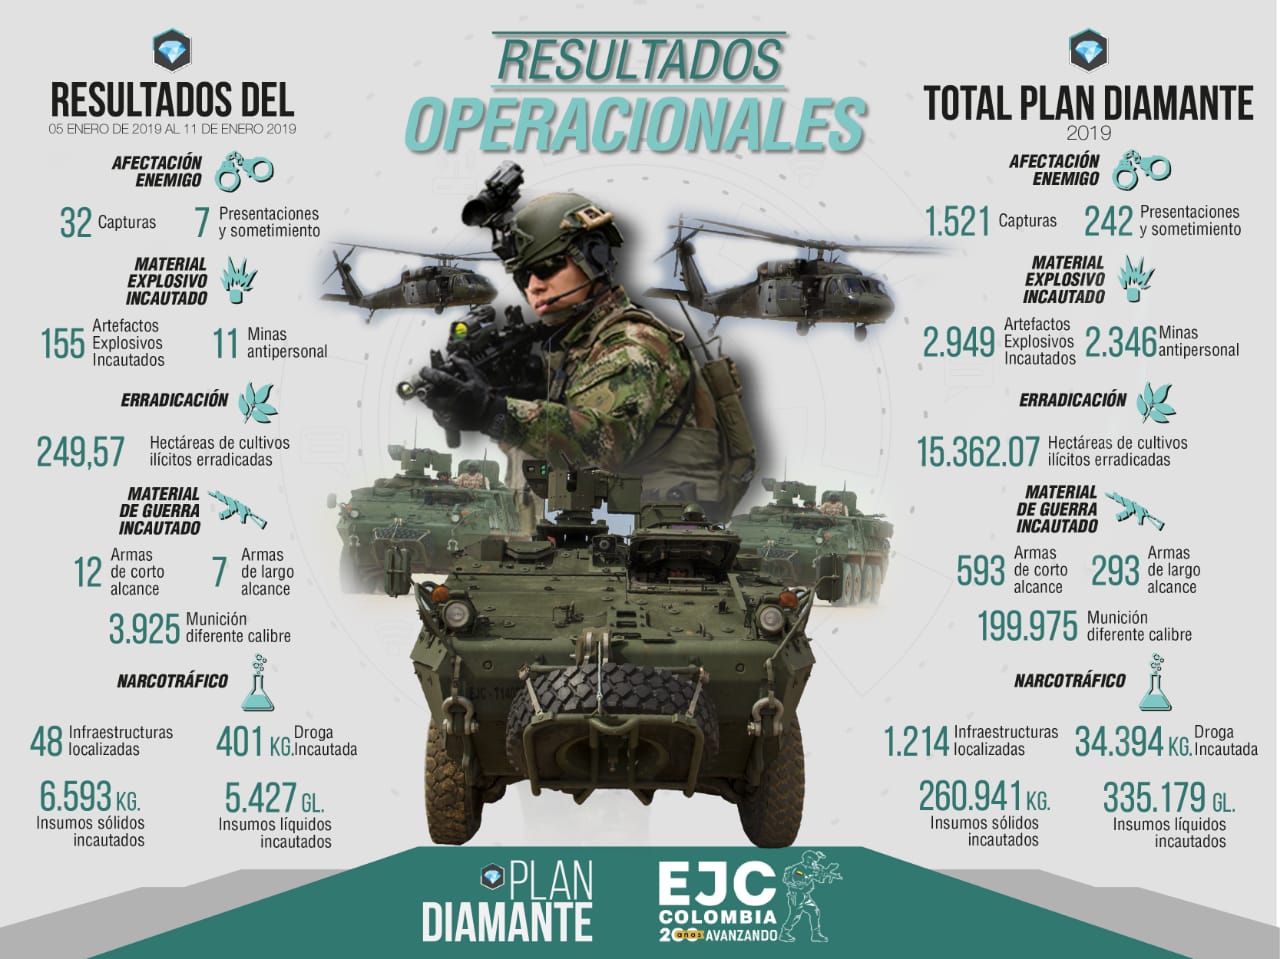 RESULTADOS
OPERACIONALES
RESULTADOS DEL
05 ENERO DE 2019 AL 11 DE ENERO 2019
AFECTACIÓN
ENEMIGO
32 Capturas
7 Presentaciones
y sometimiento
MATERIAL
EXPLOSIVO
INCAUTADO
155 Artefactos
Explosivos
Incautados
11 Minas
antipersonal
ERRADICACIÓN
249,57 Hectáreas de cultivos
ilícitos erradicadas
MATERIAL
DE GUERRA
INCAUTADO
12 Armas
de corto
alcance
7 Armas
de largo
alcance
3.925 Munición
diferente calibre
NARCOTRÁFICO
48 Infraestructuras
localizadas
401 KG. Droga
Incautada
6.593 KG.
Insumos sólidos
incautados
5.427 GL.
Insumos líquidos
incautados
TOTAL PLAN DIAMANTE
2019
AFECTACIÓN
ENEMIGO
1.521 Capturas
242 Presentaciones
y sometimiento
MATERIAL
EXPLOSIVO
INCAUTADO
2.949 Artefactos
Explosivos
Incautados
2.346 Minas
antipersonal
ERRADICACIÓN
15.362.07 Hectáreas de cultivos
ilícitos erradicadas
MATERIAL
DE GUERRA
INCAUTADO
593 Armas
de corto
alcance
293 Armas
de largo
alcance
199.975 Munición
diferente calibre
NARCOTRÁFICO
1.214 Infraestructuras
localizadas
34.394 KG. Droga
Incautada
260.941 KG.
Insumos sólidos
incautados
335.179 GL.
Insumos líquidos
incautados
PLAN
DIAMANTE
EJC
COLOMBIA
200 años AVANZANDO